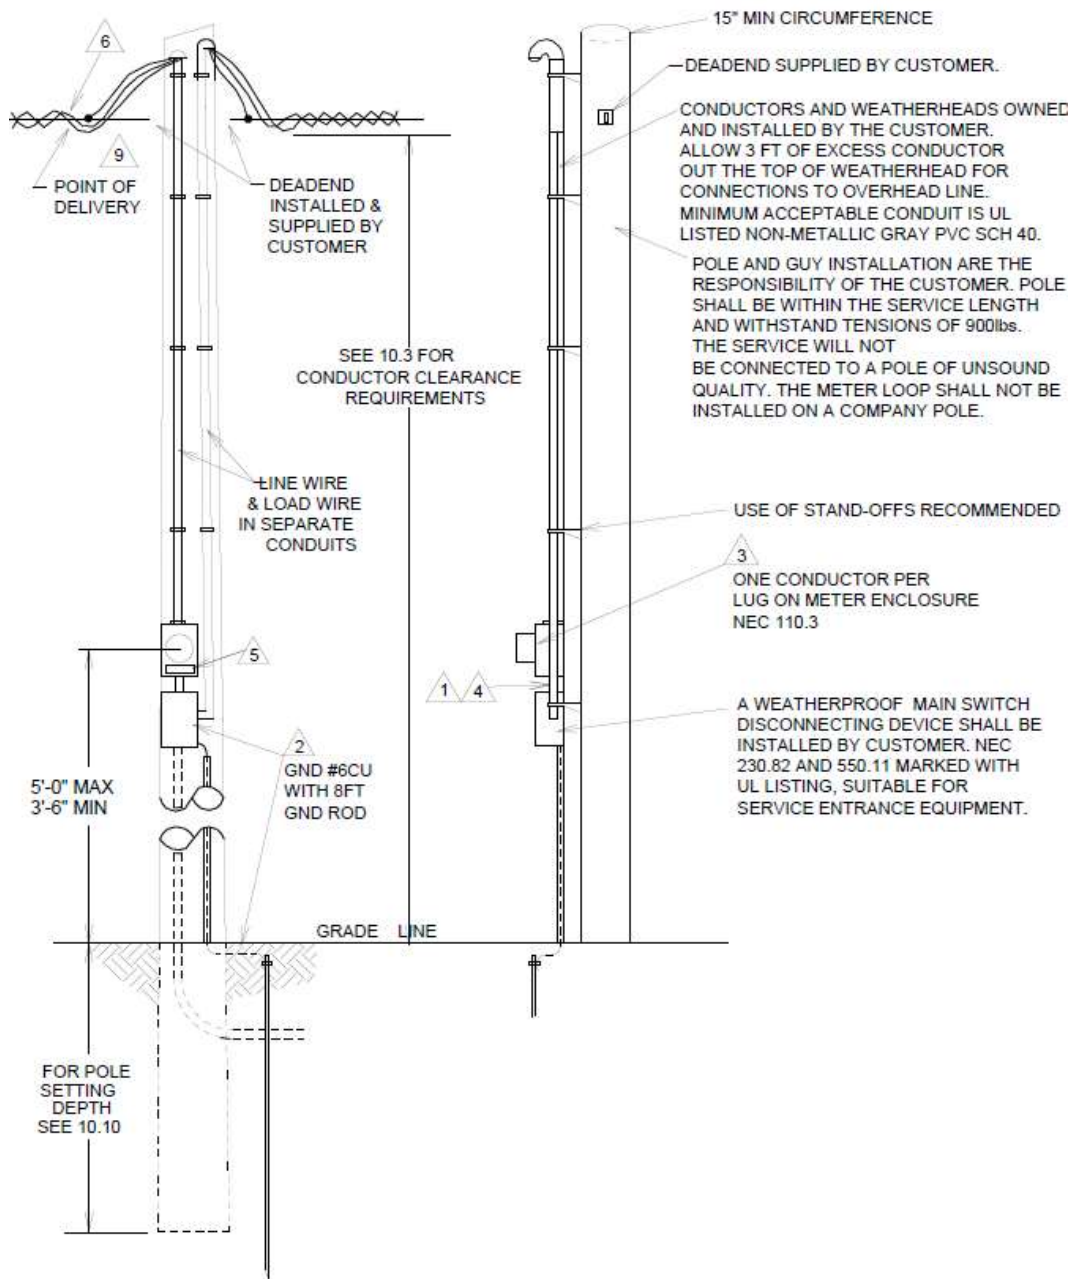 15" MIN CIRCUMFERENCE
6
DEADEND SUPPLIED BY CUSTOMER.
CONDUCTORS AND WEATHERHEADS OWNED
AND INSTALLED BY THE CUSTOMER.
ALLOW 3 FT OF EXCESS CONDUCTOR
OUT THE TOP OF WEATHERHEAD FOR
CONNECTIONS TO OVERHEAD LINE.
MINIMUM ACCEPTABLE CONDUIT IS UL
LISTED NON-METALLIC GRAY PVC SCH 40.
9
POINT OF
DELIVERY
DEADEND
INSTALLED &
SUPPLIED BY
CUSTOMER
POLE AND GUY INSTALLATION ARE THE
RESPONSIBILITY OF THE CUSTOMER. POLE
SHALL BE WITHIN THE SERVICE LENGTH
AND WITHSTAND TENSIONS OF 900lbs.
THE SERVICE WILL NOT
BE CONNECTED TO A POLE OF UNSOUND
QUALITY. THE METER LOOP SHALL NOT BE
INSTALLED ON A COMPANY POLE.
SEE 10.3 FOR
CONDUCTOR CLEARANCE
REQUIREMENTS
LINE WIRE
& LOAD WIRE
IN SEPARATE
CONDUITS
USE OF STAND-OFFS RECOMMENDED
3
ONE CONDUCTOR PER
LUG ON METER ENCLOSURE
NEC 110.3
5
1 4
A WEATHERPROOF MAIN SWITCH
DISCONNECTING DEVICE SHALL BE
INSTALLED BY CUSTOMER. NEC
230.82 AND 550.11 MARKED WITH
UL LISTING, SUITABLE FOR
SERVICE ENTRANCE EQUIPMENT.
2
GND #6CU
WITH 8FT
GND ROD
5'-0" MAX
3'-6" MIN
GRADE LINE
FOR POLE
SETTING
DEPTH
SEE 10.10